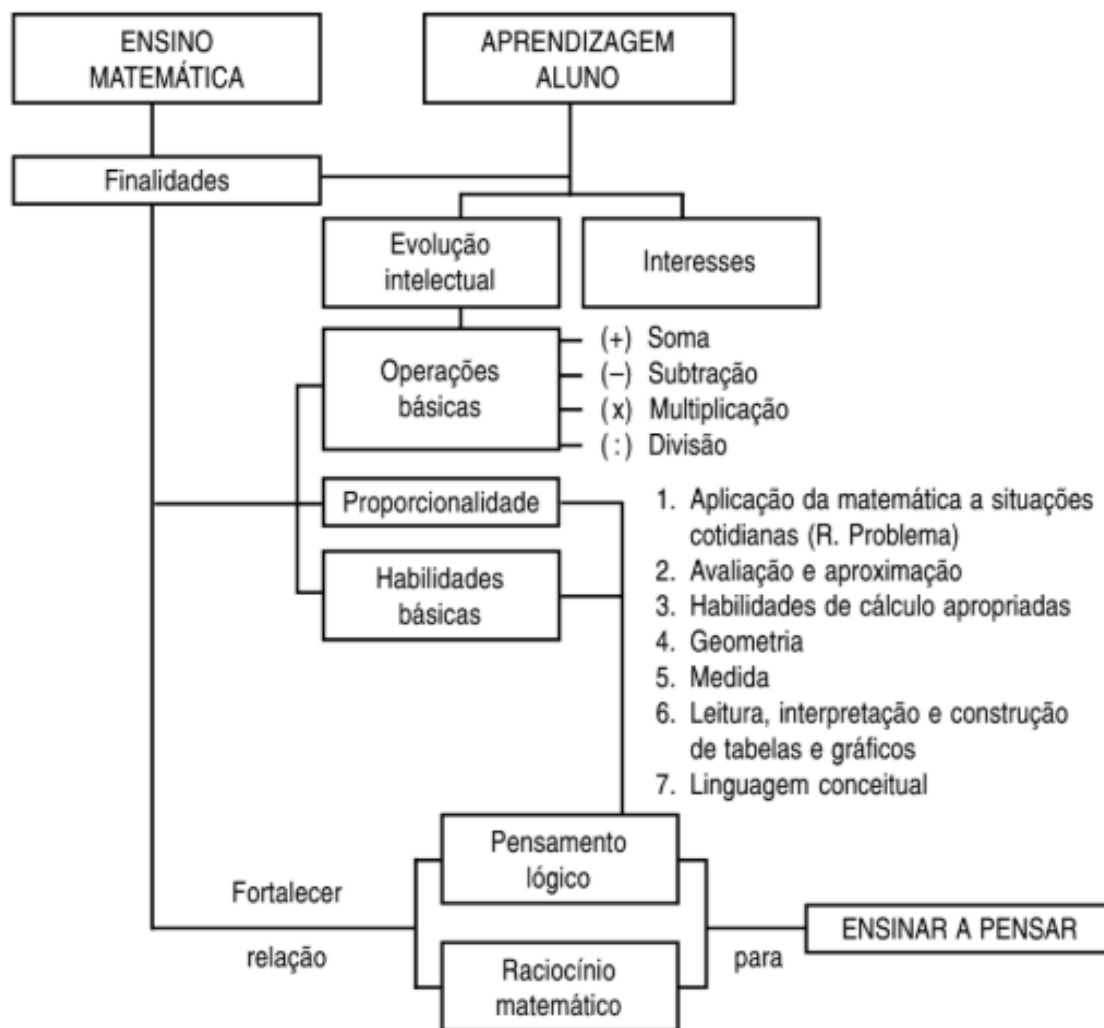 ENSINO
MATEMÁTICA
APRENDIZAGEM
ALUNO
Finalidades
Evolução
intelectual
Interesses
Operações
básicas
(+) Soma
(–) Subtração
(x) Multiplicação
(:) Divisão
Proporcionalidade
Habilidades
básicas
1. Aplicação da matemática a situações
cotidianas (R. Problema)
2. Avaliação e aproximação
3. Habilidades de cálculo apropriadas
4. Geometria
5. Medida
6. Leitura, interpretação e construção
de tabelas e gráficos
7. Linguagem conceitual
Fortalecer
relação
Pensamento
lógico
Raciocínio
matemático
para
ENSINAR A PENSAR